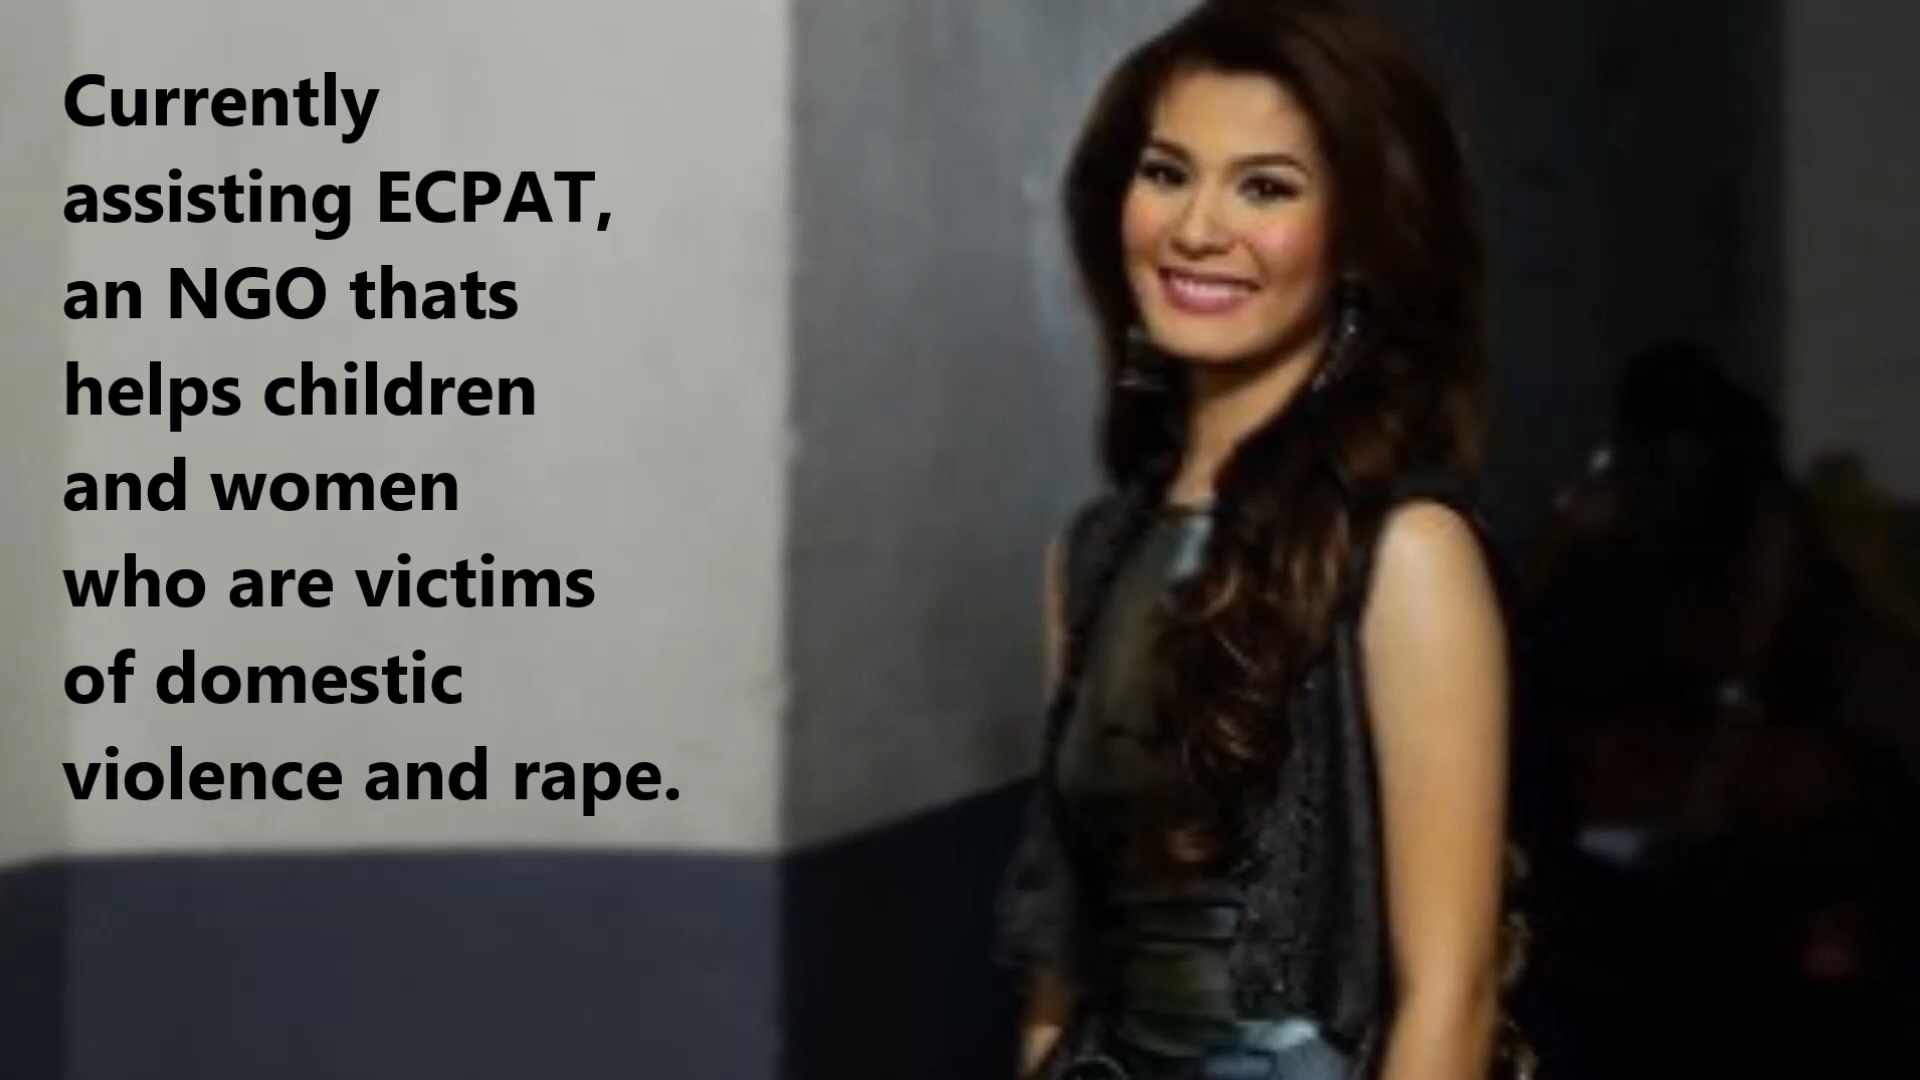 Currently
assisting ECPAT,
an NGO thats
helps children
and women
who are victims
of domestic
violence and rape.